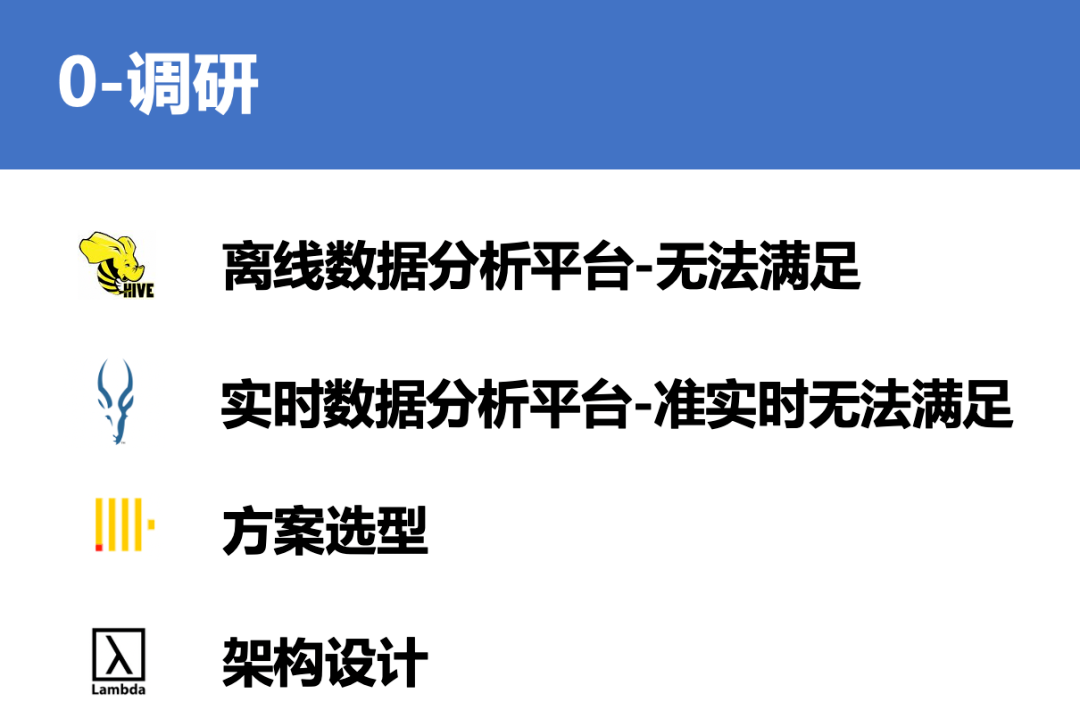 0-调研
HIVE
离线数据分析平台-无法满足
实时数据分析平台-准实时无法满足
方案选型
λ
Lambda
架构设计